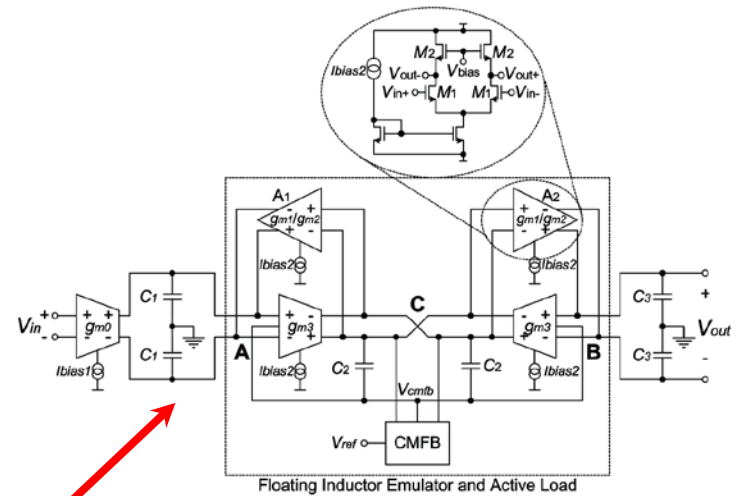 M2 M2
Ibias2
Vout- Vbias Vout+
Vin+ M1 M1 Vin-
A1 A2
gm1/gm2 gm1/gm2
+ - + -
- + - +
Ibias2 Ibias2
C1 C C3
Vin + - gm0 + - + - gm3 - + - + gm3 + - + Vout -
A B
C1 C2 C2 C3
Ibias1 Ibias2 Ibias2
Vcmfb
Vref CMFB
Floating Inductor Emulator and Active Load